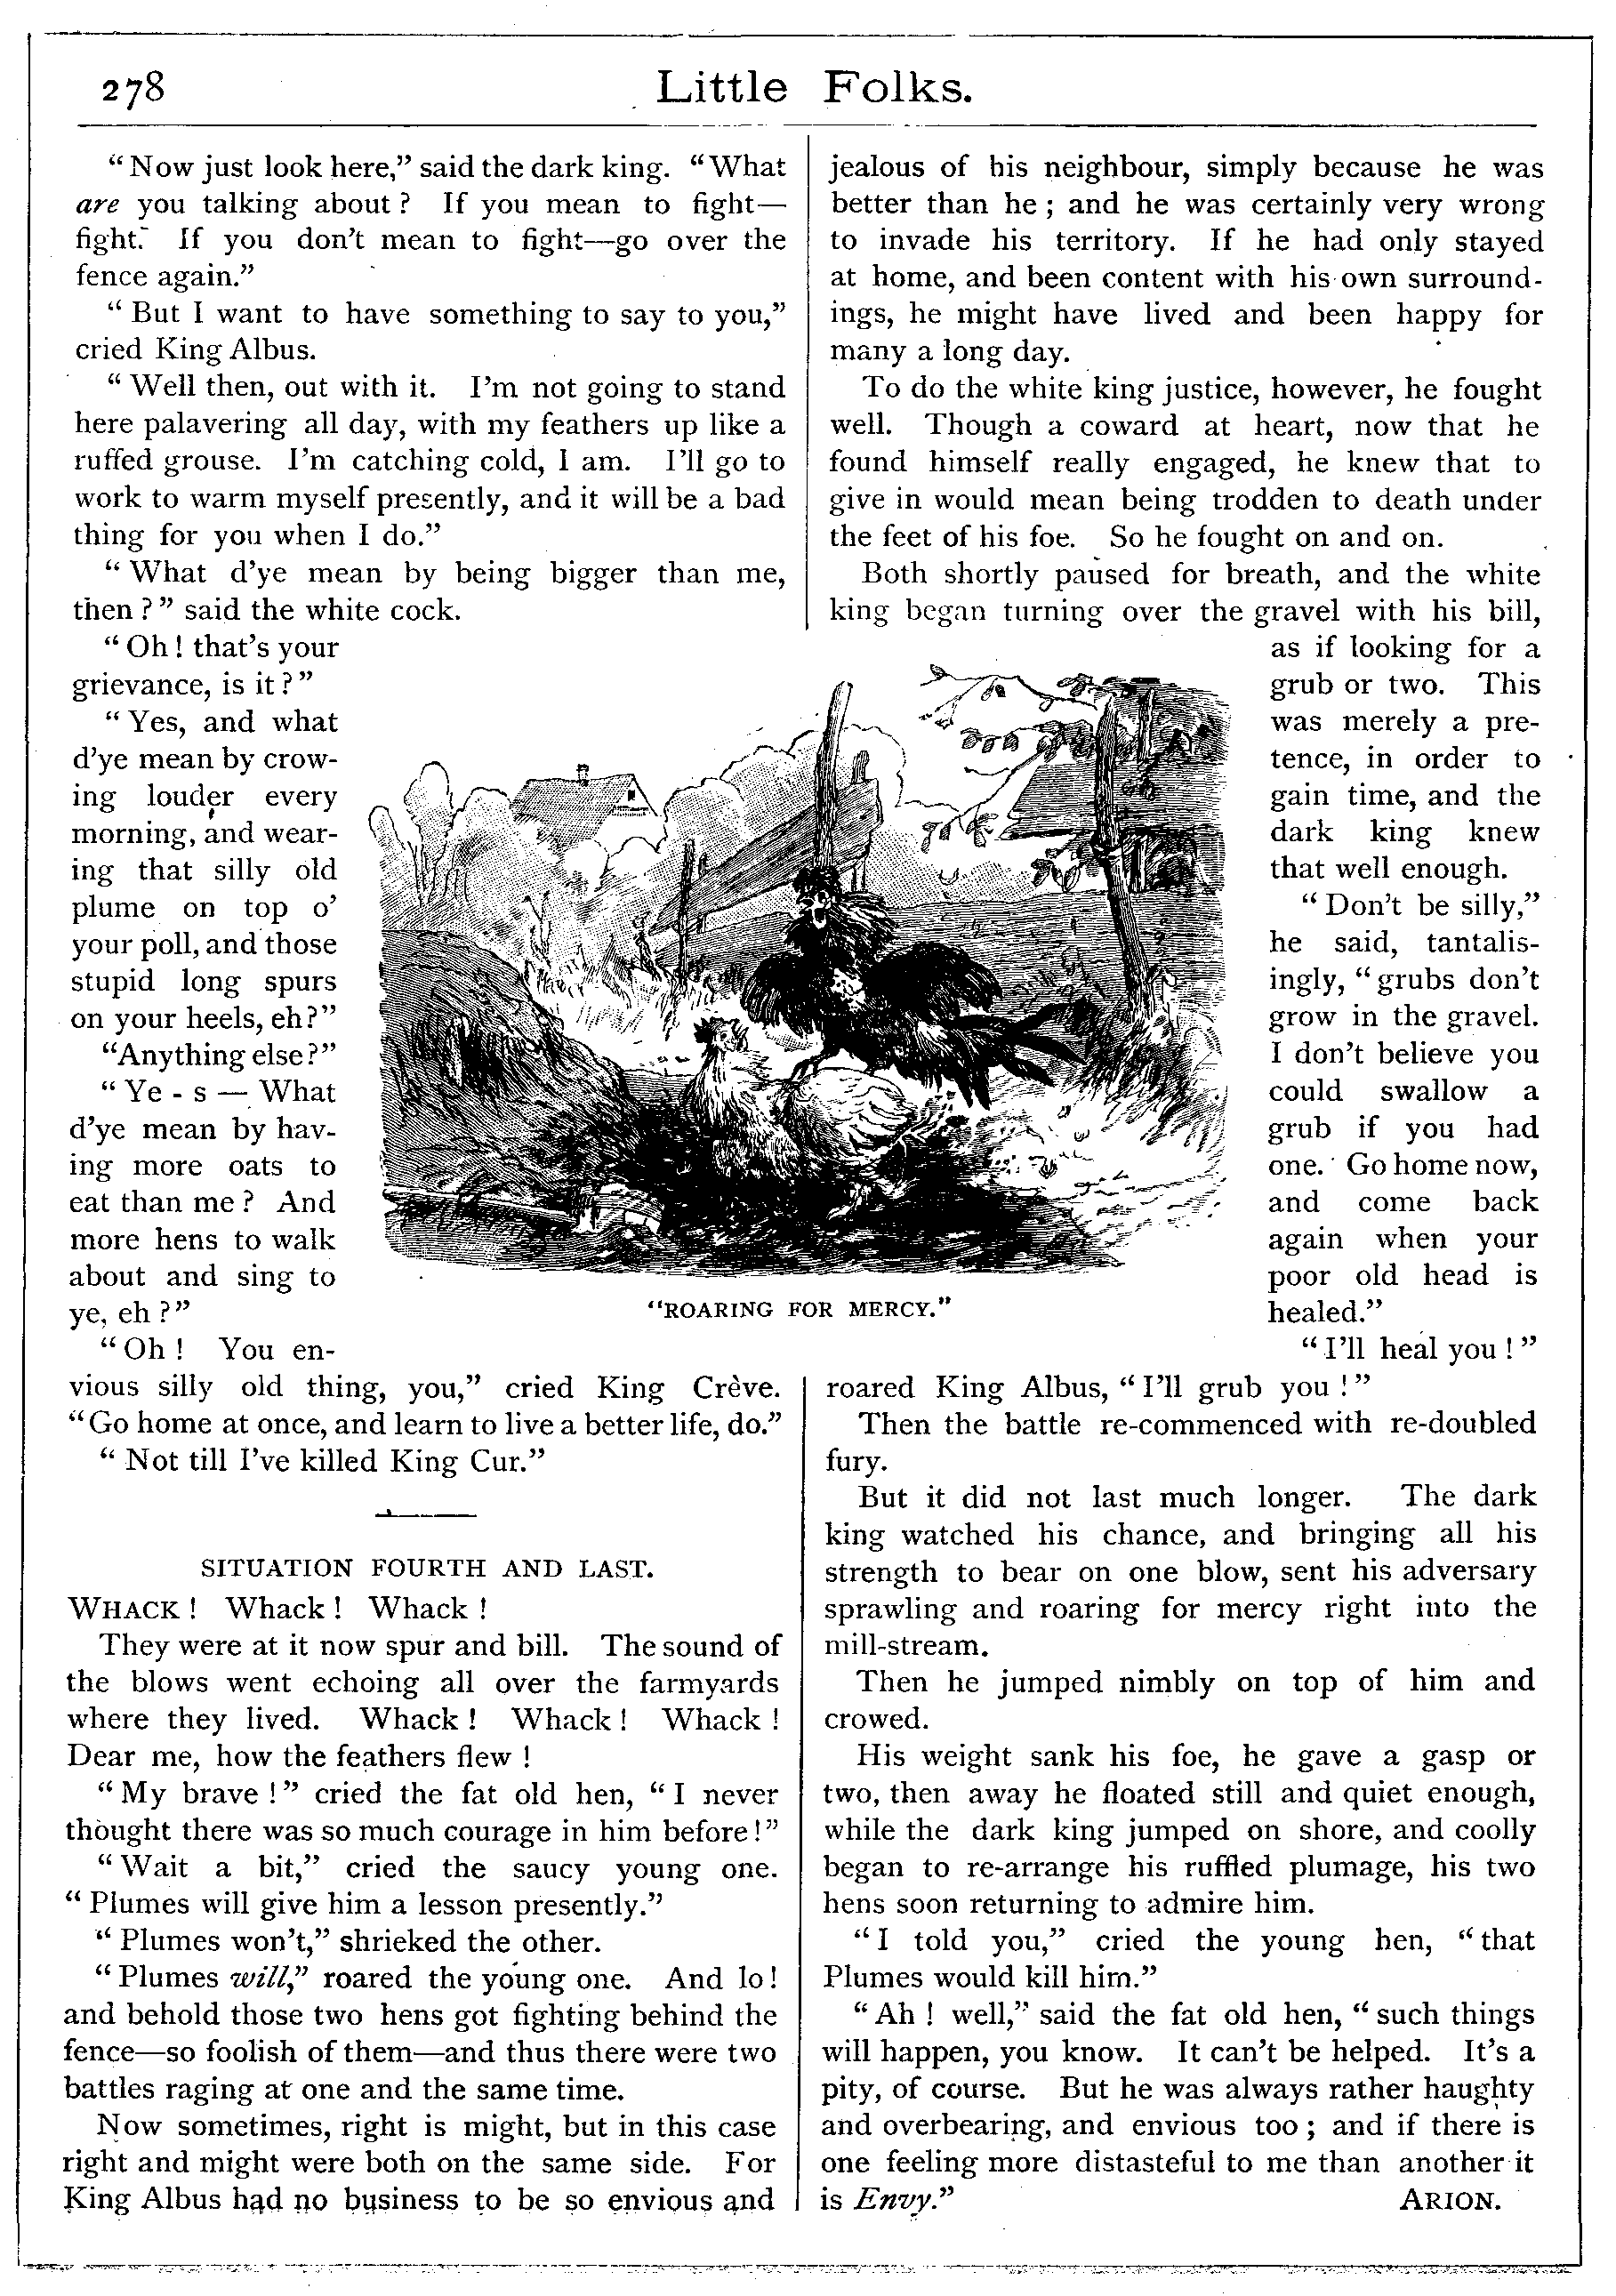 278
Little Folks.
“Now just look here,” said the dark king. “What
are you talking about? If you mean to fight—
fight. If you don’t mean to fight—go over the
fence again.”
“But I want to have something to say to you,”
cried King Albus.
“Well then, out with it. I’m not going to stand
here palavering all day, with my feathers up like a
ruffed grouse. I’m catching cold, I am. I’ll go to
work to warm myself presently, and it will be a bad
thing for you when I do.”
“What d’ye mean by being bigger than me,
then?” said the white cock.
“Oh! that’s your
grievance, is it?”
“Yes, and what
d’ye mean by crow-
ing louder every
morning, and wear-
ing that silly old
plume on top o’
your poll, and those
stupid long spurs
on your heels, eh?”
“Anything else?”
“Ye-s — What
d’ye mean by hav-
ing more oats to
eat than me? And
more hens to walk
about and sing to
ye, eh?”
“Oh! You en-
vious silly old thing, you,” cried King Crève.
“Go home at once, and learn to live a better life, do.”
“Not till I’ve killed King Cur.”
SITUATION FOURTH AND LAST.
WHACK! Whack! Whack!
They were at it now spur and bill. The sound of
the blows went echoing all over the farmyards
where they lived. Whack! Whack! Whack!
Dear me, how the feathers flew!
“My brave!” cried the fat old hen, “I never
thought there was so much courage in him before!”
“Wait a bit,” cried the saucy young one.
“Plumes will give him a lesson presently.”
“Plumes won’t,” shrieked the other.
“Plumes will,” roared the young one. And lo!
and behold those two hens got fighting behind the
fence—so foolish of them—and thus there were two
battles raging at one and the same time.
Now sometimes, right is might, but in this case
right and might were both on the same side. For
King Albus had no business to be so envious and
jealous of his neighbour, simply because he was
better than he; and he was certainly very wrong
to invade his territory. If he had only stayed
at home, and been content with his own surround-
ings, he might have lived and been happy for
many a long day.
To do the white king justice, however, he fought
well. Though a coward at heart, now that he
found himself really engaged, he knew that to
give in would mean being trodden to death under
the feet of his foe. So he fought on and on.
Both shortly paused for breath, and the white
king began turning over the gravel with his bill,
as if looking for a
grub or two. This
was merely a pre-
tence, in order to
gain time, and the
dark king knew
that well enough.
“Don’t be silly,”
he said, tantalis-
ingly, “grubs don’t
grow in the gravel.
I don’t believe you
could swallow a
grub if you had
one. Go home now,
and come back
again when your
poor old head is
healed.”
“I’ll heal you!”
roared King Albus, “I’ll grub you!”
Then the battle re-commenced with re-doubled
fury.
But it did not last much longer. The dark
king watched his chance, and bringing all his
strength to bear on one blow, sent his adversary
sprawling and roaring for mercy right into the
mill-stream.
Then he jumped nimbly on top of him and
crowed.
His weight sank his foe, he gave a gasp or
two, then away he floated still and quiet enough,
while the dark king jumped on shore, and coolly
began to re-arrange his ruffled plumage, his two
hens soon returning to admire him.
“I told you,” cried the young hen, “that
Plumes would kill him.”
“Ah! well,” said the fat old hen, “such things
will happen, you know. It can’t be helped. It’s a
pity, of course. But he was always rather haughty
and overbearing, and envious too; and if there is
one feeling more distasteful to me than another it
is Envy.” ARION.
“ROARING FOR MERCY.”